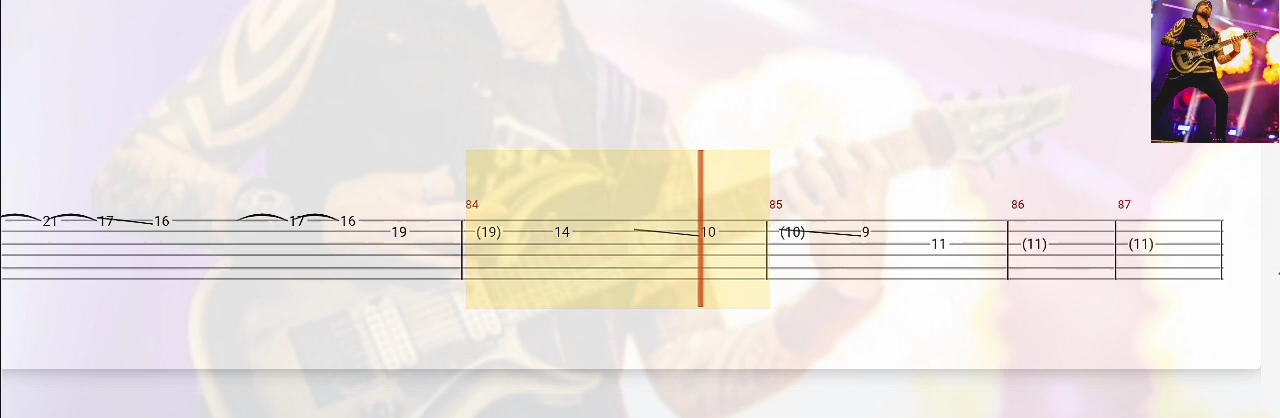 84 85 86 87
21 17 16 17 16
19 (19) 14 10 (10) 9
11 (11) (11)